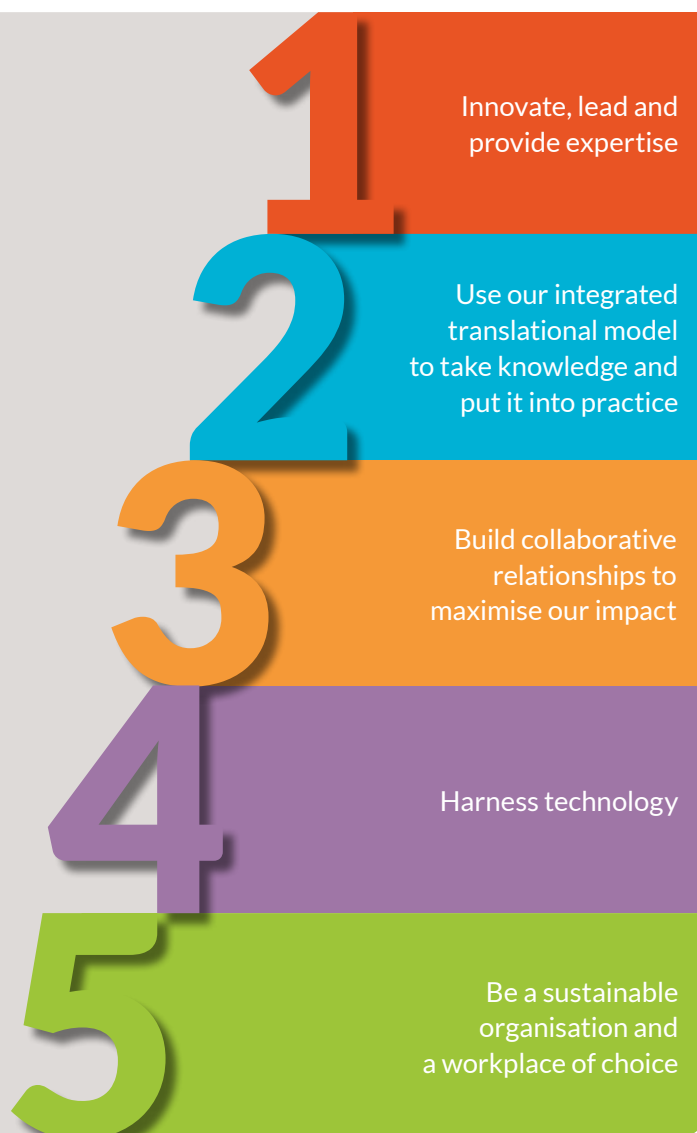 1
Innovate, lead and
provide expertise
2
Use our integrated
translational model
to take knowledge and
put it into practice
3
Build collaborative
relationships to
maximise our impact
4
Harness technology
5
Be a sustainable
organisation and
a workplace of choice